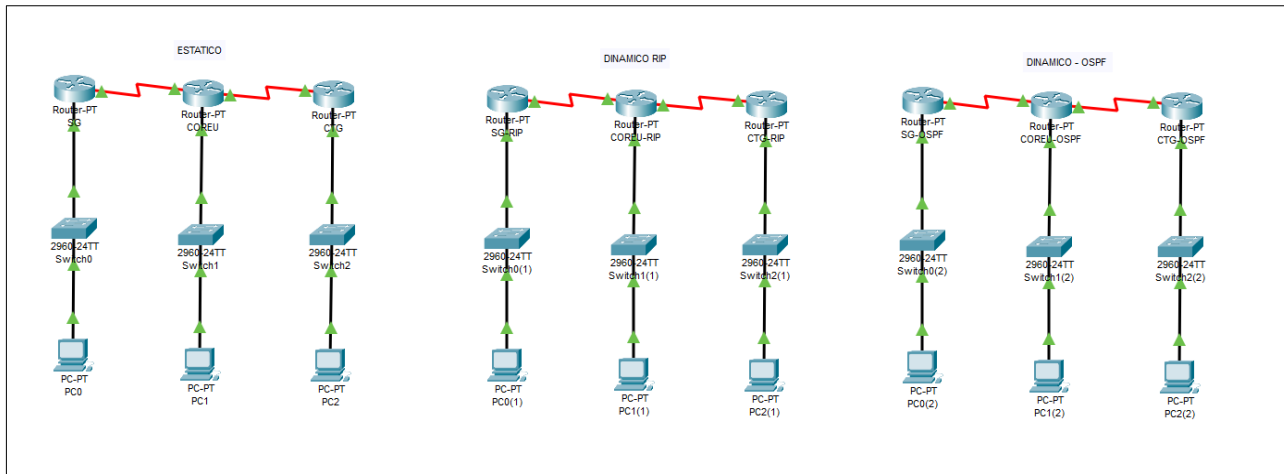 ESTATICO
Router-PT
SG
Router-PT
COREU
Router-PT
CTG
2960-24TT
Switch0
2960-24TT
Switch1
2960-24TT
Switch2
PC-PT
PC0
PC-PT
PC1
PC-PT
PC2
DINAMICO RIP
Router-PT
SG-RIP
Router-PT
COREU-RIP
Router-PT
CTG-RIP
2960-24TT
Switch0(1)
2960-24TT
Switch1(1)
2960-24TT
Switch2(1)
PC-PT
PC0(1)
PC-PT
PC1(1)
PC-PT
PC2(1)
DINAMICO - OSPF
Router-PT
SG-OSPF
Router-PT
COREU-OSPF
Router-PT
CTG-OSPF
2960-24TT
Switch0(2)
2960-24TT
Switch1(2)
2960-24TT
Switch2(2)
PC-PT
PC0(2)
PC-PT
PC1(2)
PC-PT
PC2(2)